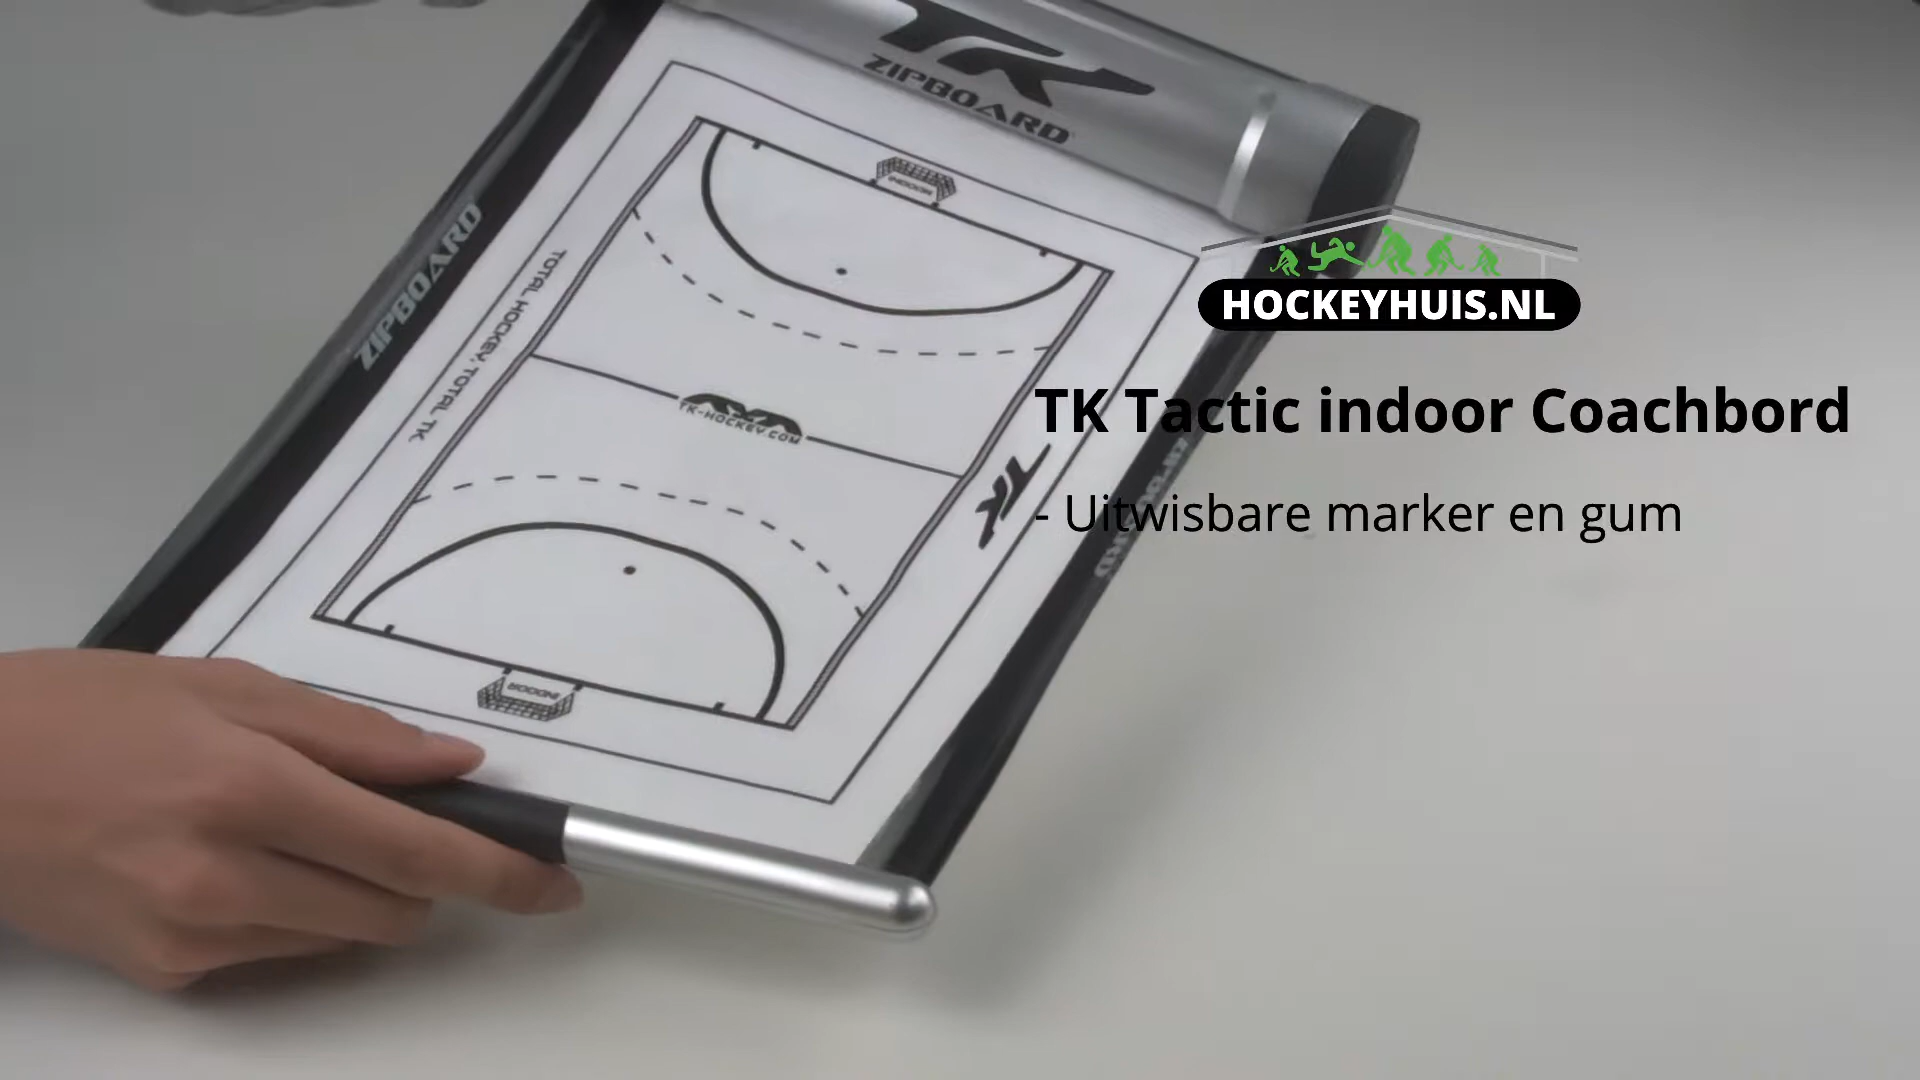 TK
ZIPBOARD
INDOOR
ZIPBOARD
TOTAL HOCKEY, TOTAL TK
HOCKEYHUIS.NL
TK-HOCKEY.COM
TK Tactic indoor Coachbord
TK
- Uitwisbare marker en gum
INDOOR